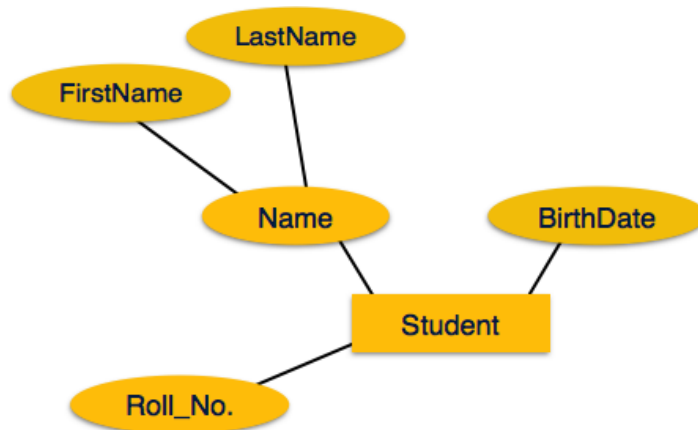 LastName
FirstName
Name
BirthDate
Student
Roll_No.